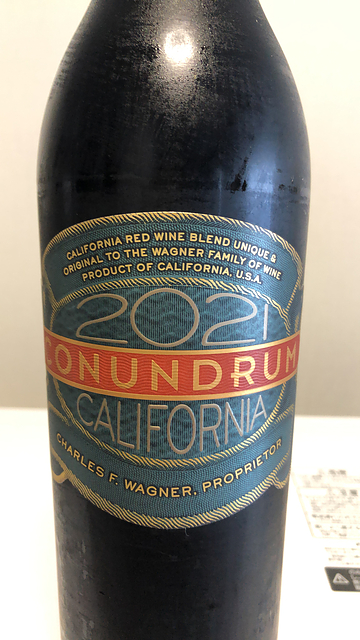 CALIFORNIA RED WINE BLEND UNIQUE &
ORIGINAL TO THE WAGNER FAMILY OF WINE
PRODUCT OF CALIFORNIA, U.S.A.
2021
CONUNDRUM
CALIFORNIA
CHARLES F. WAGNER, PROPRIETOR